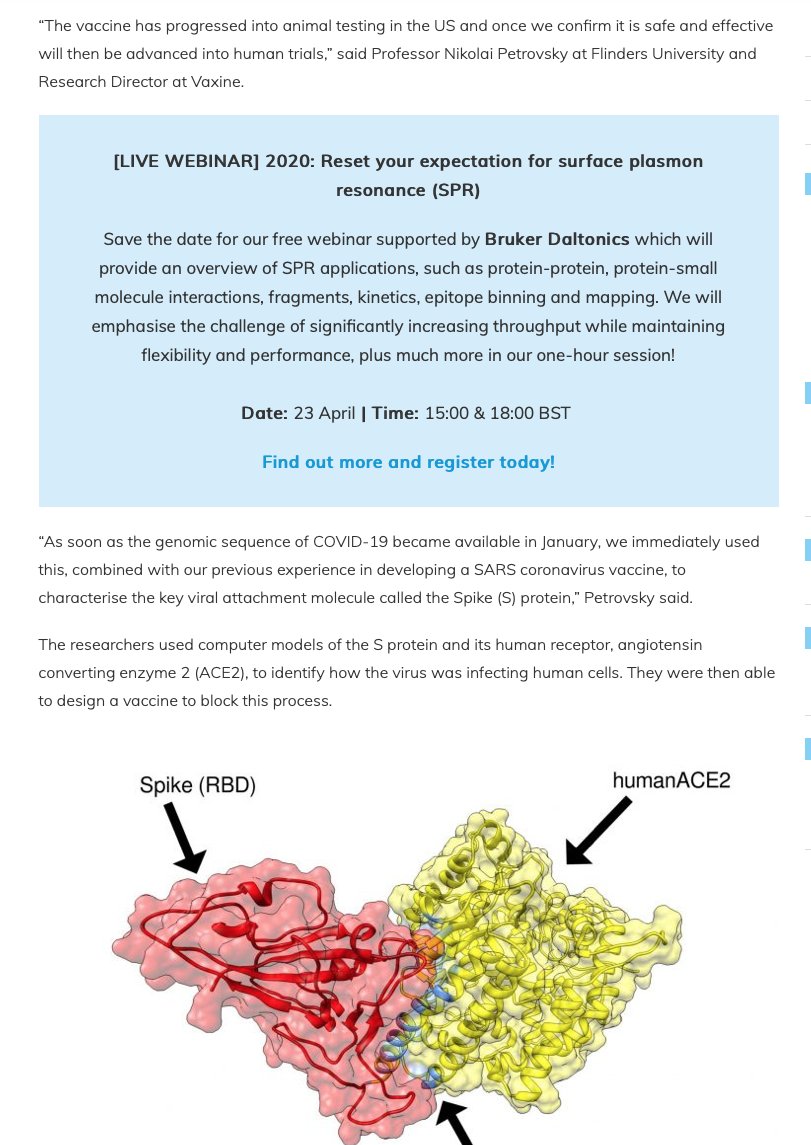 “The vaccine has progressed into animal testing in the US and once we confirm it is safe and effective
will then be advanced into human trials,” said Professor Nikolai Petrovsky at Flinders University and
Research Director at Vaxine.
[LIVE WEBINAR] 2020: Reset your expectation for surface plasmon
resonance (SPR)
Save the date for our free webinar supported by Bruker Daltonics which will
provide an overview of SPR applications, such as protein-protein, protein-small
molecule interactions, fragments, kinetics, epitope binning and mapping. We will
emphasise the challenge of significantly increasing throughput while maintaining
flexibility and performance, plus much more in our one-hour session!
Date: 23 April | Time: 15:00 & 18:00 BST
Find out more and register today!
“As soon as the genomic sequence of COVID-19 became available in January, we immediately used
this, combined with our previous experience in developing a SARS coronavirus vaccine, to
characterise the key viral attachment molecule called the Spike (S) protein,” Petrovsky said.
The researchers used computer models of the S protein and its human receptor, angiotensin
converting enzyme 2 (ACE2), to identify how the virus was infecting human cells. They were then able
to design a vaccine to block this process.
Spike (RBD)
humanACE2